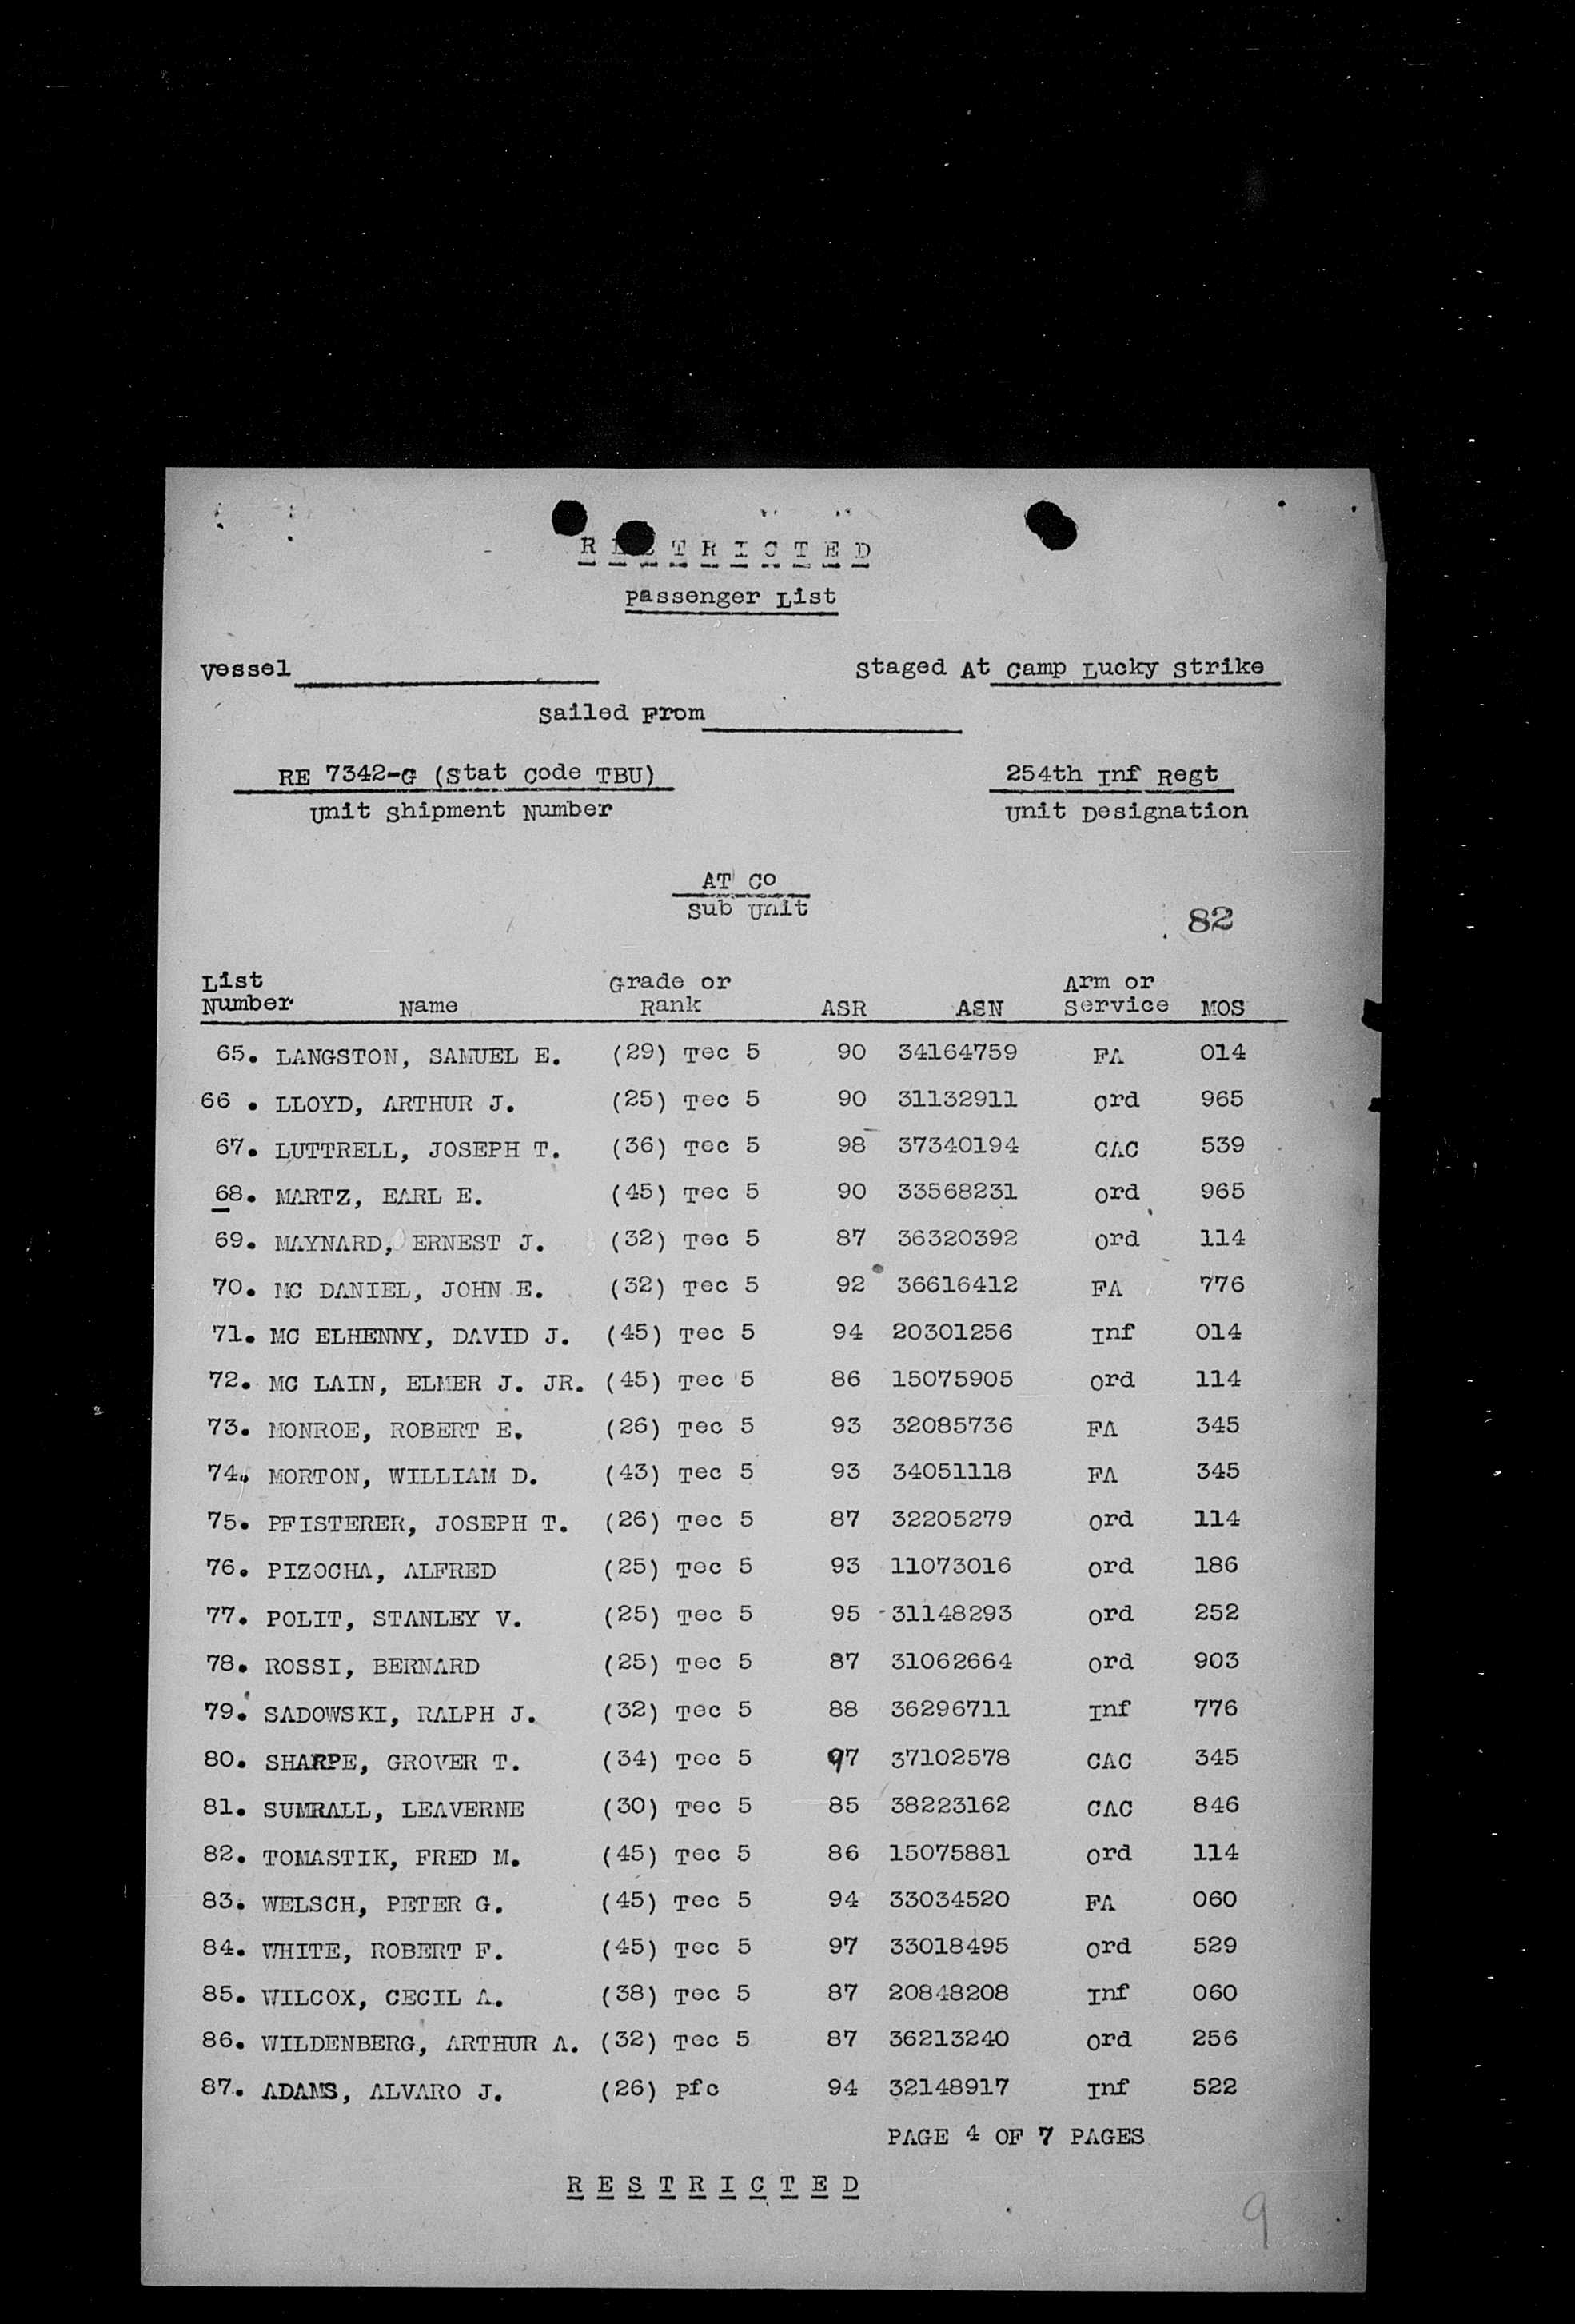 RESTRICTED
Passenger List
Vessel Staged At Camp Lucky Strike
Sailed From
RE 7342-G (Stat Code TBU) 254th Inf Regt
Unit Shipment Number Unit Designation
AT Co
Sub Unit
82
List Grade or Arm or
Number Name Rank ASR ASN Service MOS
65. LANGSTON, SAMUEL E. (29) Tec 5 90 34164759 FA 014
66 . LLOYD, ARTHUR J. (25) Tec 5 90 31132911 Ord 965
67. LUTTRELL, JOSEPH T. (36) Tec 5 98 37340194 CAC 539
68. MARTZ, EARL E. (45) Tec 5 90 33568231 Ord 965
69. MAYNARD, ERNEST J. (32) Tec 5 87 36320392 Ord 114
70. MC DANIEL, JOHN E. (32) Tec 5 92 36616412 FA 776
71. MC ELHENNY, DAVID J. (45) Tec 5 94 20301256 Inf 014
72. MC LAIN, ELMER J. JR. (45) Tec 5 86 15075905 Ord 114
73. MONROE, ROBERT E. (26) Tec 5 93 32085736 FA 345
74. MORTON, WILLIAM D. (43) Tec 5 93 34051118 FA 345
75. PFISTERER, JOSEPH T. (26) Tec 5 87 32205279 Ord 114
76. PIZOCHA, ALFRED (25) Tec 5 93 11073016 Ord 186
77. POLIT, STANLEY V. (25) Tec 5 95 31148293 Ord 252
78. ROSSI, BERNARD (25) Tec 5 87 31062664 Ord 903
79. SADOWSKI, RALPH J. (32) Tec 5 88 36296711 Inf 776
80. SHARPE, GROVER T. (34) Tec 5 97 37102578 CAC 345
81. SUMRALL, LEAVERNE (30) Tec 5 85 38223162 CAC 846
82. TOMASTIK, FRED M. (45) Tec 5 86 15075881 Ord 114
83. WELSCH, PETER G. (45) Tec 5 94 33034520 FA 060
84. WHITE, ROBERT F. (45) Tec 5 97 33018495 Ord 529
85. WILCOX, CECIL A. (38) Tec 5 87 20848208 Inf 060
86. WILDENBERG, ARTHUR A. (32) Tec 5 87 36213240 Ord 256
87. ADAMS, ALVARO J. (26) Pfc 94 32148917 Inf 522
PAGE 4 OF 7 PAGES
RESTRICTED
9